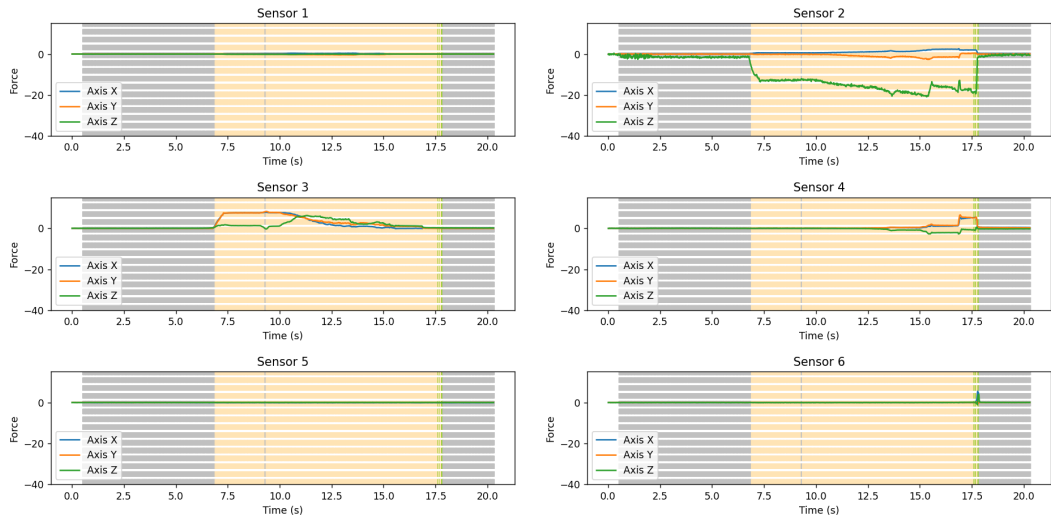 Sensor 1
Force
0
−20
−40
Axis X
Axis Y
Axis Z
0.0 2.5 5.0 7.5 10.0 12.5 15.0 17.5 20.0
Time (s)
Sensor 2
Force
0
−20
−40
Axis X
Axis Y
Axis Z
0.0 2.5 5.0 7.5 10.0 12.5 15.0 17.5 20.0
Time (s)
Sensor 3
Force
0
−20
−40
Axis X
Axis Y
Axis Z
0.0 2.5 5.0 7.5 10.0 12.5 15.0 17.5 20.0
Time (s)
Sensor 4
Force
0
−20
−40
Axis X
Axis Y
Axis Z
0.0 2.5 5.0 7.5 10.0 12.5 15.0 17.5 20.0
Time (s)
Sensor 5
Force
0
−20
−40
Axis X
Axis Y
Axis Z
0.0 2.5 5.0 7.5 10.0 12.5 15.0 17.5 20.0
Time (s)
Sensor 6
Force
0
−20
−40
Axis X
Axis Y
Axis Z
0.0 2.5 5.0 7.5 10.0 12.5 15.0 17.5 20.0
Time (s)